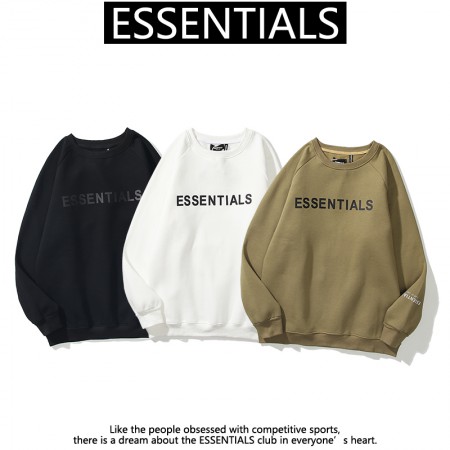 ESSENTIALS
ESSENTIALS
ESSENTIALS
ESSENTIALS
Like the people obsessed with competitive sports,
there is a dream about the ESSENTIALS club in everyone's heart.